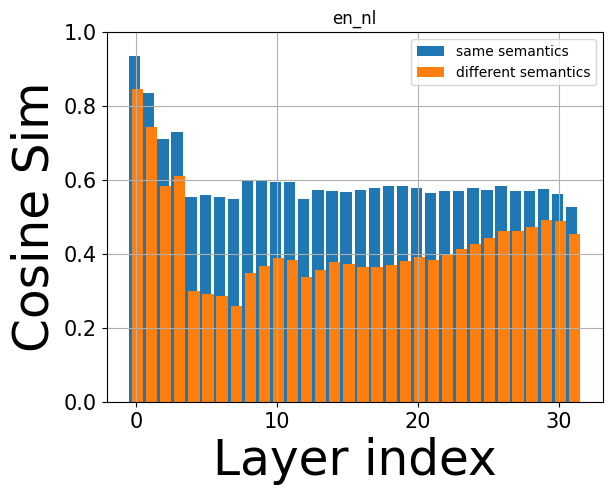 en_nl
same semantics
different semantics
Cosine Sim
1.0
0.8
0.6
0.4
0.2
0.0
0 10 20 30
Layer index